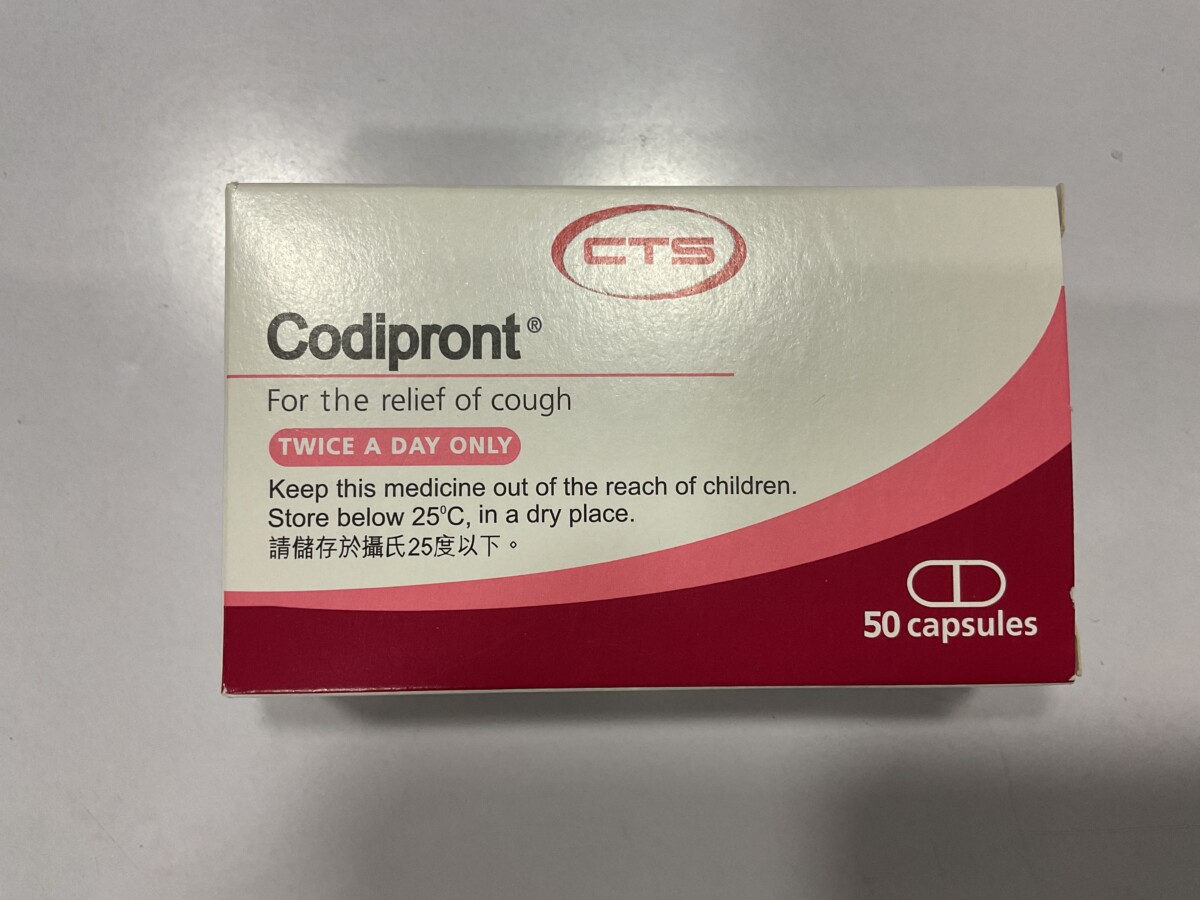 CTS
Codipront®
For the relief of cough
TWICE A DAY ONLY
Keep this medicine out of the reach of children.
Store below 25⁰C, in a dry place.
請儲存於攝氏25度以下。
50 capsules